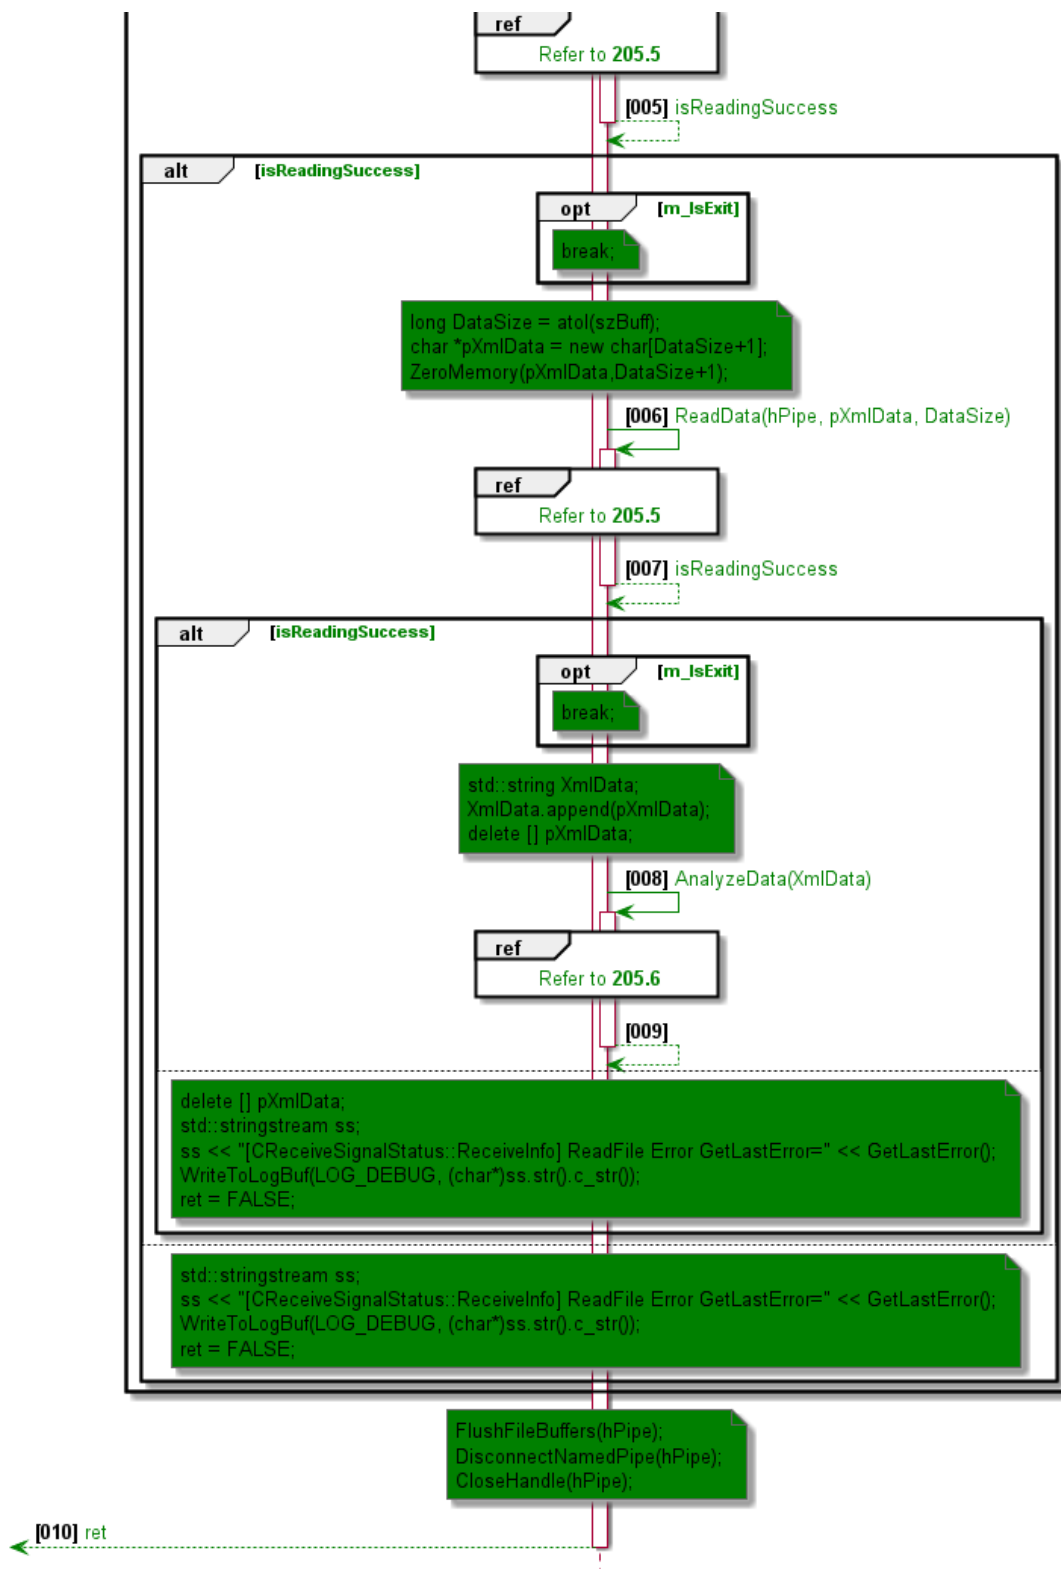 ref
Refer to 205.5
[005] isReadingSuccess
alt [isReadingSuccess]
opt [m_IsExit]
break;
long DataSize = atol(szBuff);
char *pXmlData = new char[DataSize+1];
ZeroMemory(pXmlData,DataSize+1);
[006] ReadData(hPipe, pXmlData, DataSize)
ref
Refer to 205.5
[007] isReadingSuccess
alt [isReadingSuccess]
opt [m_IsExit]
break;
std::string XmlData;
XmlData.append(pXmlData);
delete [] pXmlData;
[008] AnalyzeData(XmlData)
ref
Refer to 205.6
[009]
delete [] pXmlData;
std::stringstream ss;
ss << "[CReceiveSignalStatus::ReceiveInfo] ReadFile Error GetLastError=" << GetLastError();
WriteToLogBuf(LOG_DEBUG, (char*)ss.str().c_str());
ret = FALSE;
std::stringstream ss;
ss << "[CReceiveSignalStatus::ReceiveInfo] ReadFile Error GetLastError=" << GetLastError();
WriteToLogBuf(LOG_DEBUG, (char*)ss.str().c_str());
ret = FALSE;
FlushFileBuffers(hPipe);
DisconnectNamedPipe(hPipe);
CloseHandle(hPipe);
[010] ret